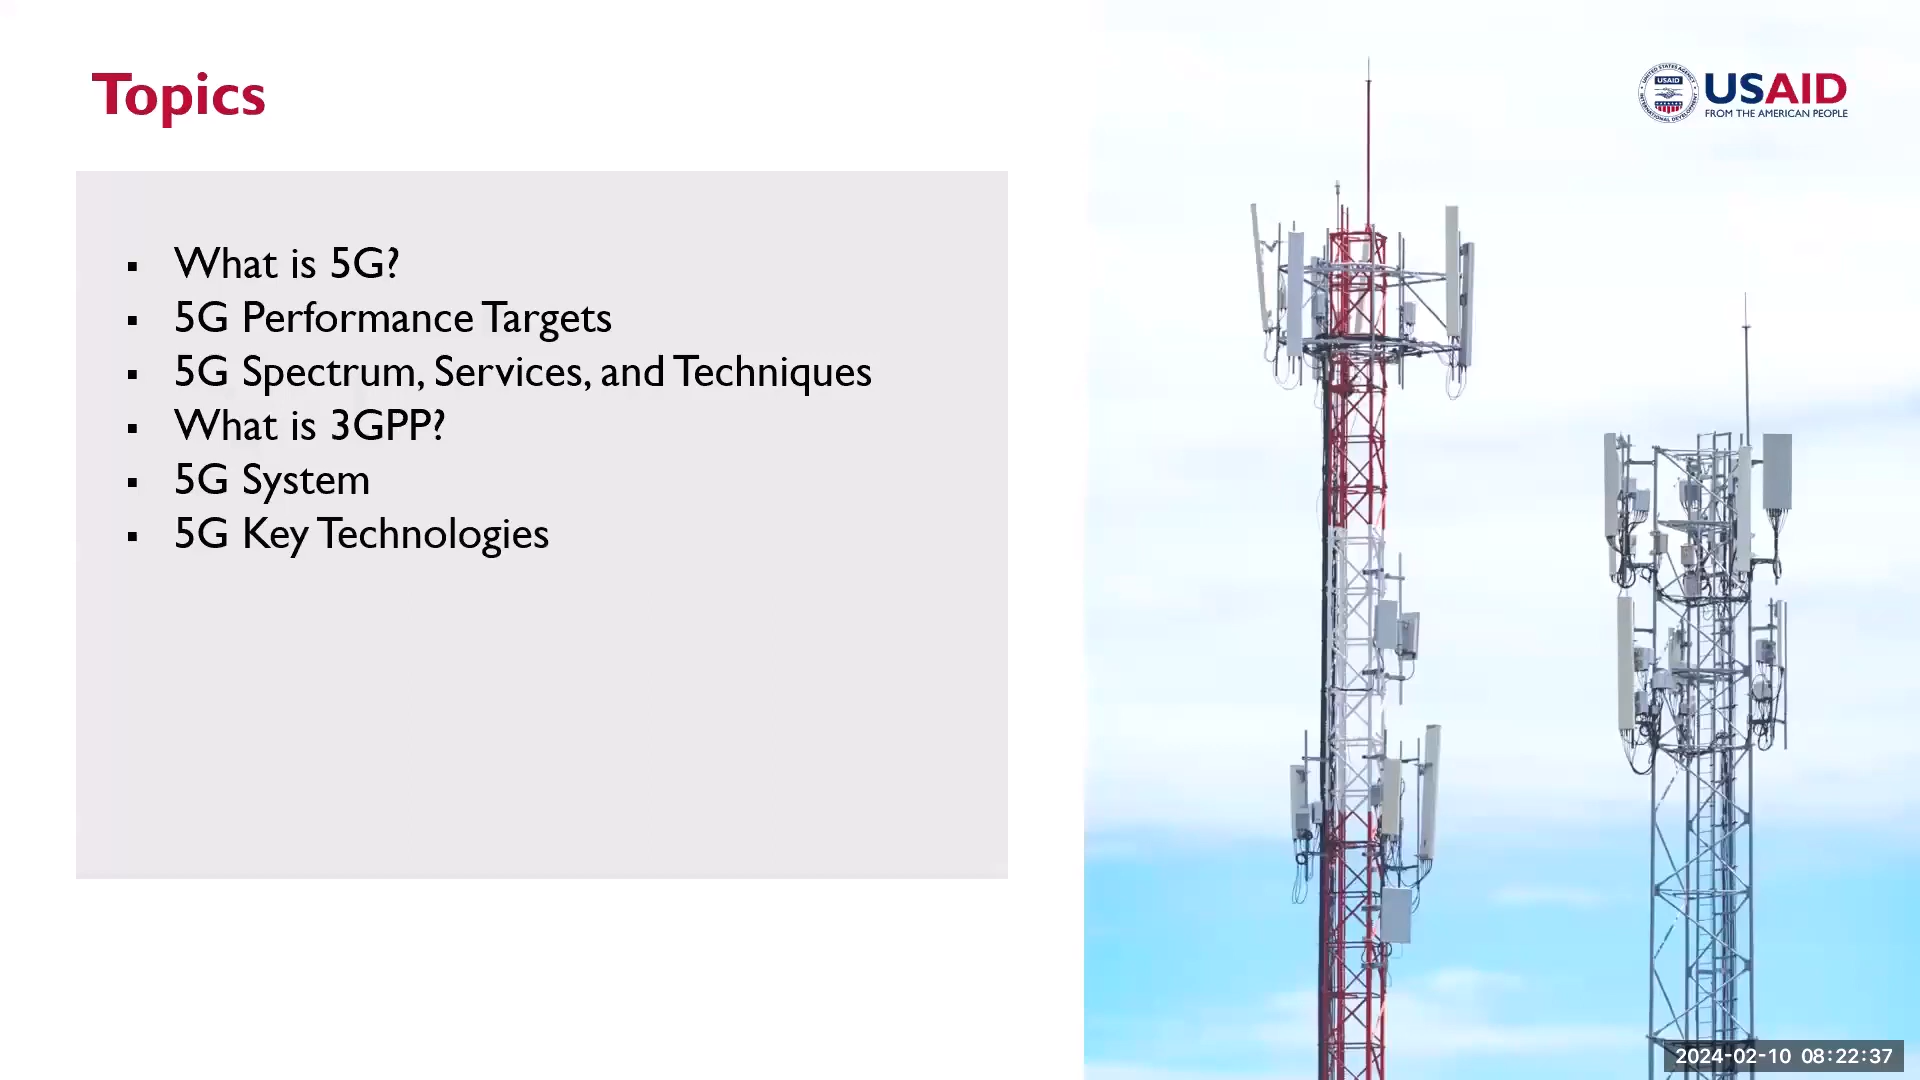 Topics
USAID
USAID
FROM THE AMERICAN PEOPLE
▪ What is 5G?
▪ 5G Performance Targets
▪ 5G Spectrum, Services, and Techniques
▪ What is 3GPP?
▪ 5G System
▪ 5G Key Technologies
2024-02-10 08:22:37